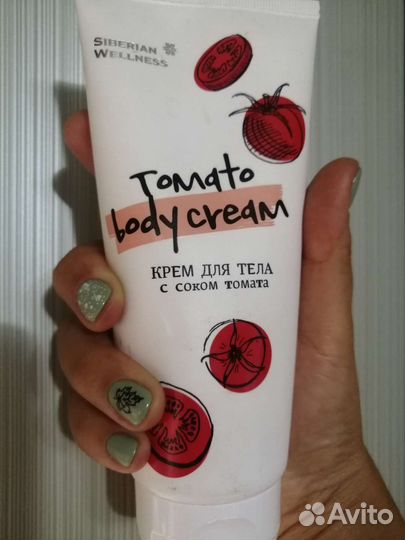 SIBERIAN
WELLNESS
Tomato
body cream
КРЕМ ДЛЯ ТЕЛА
С СОКОМ ТОМАТА
Avito